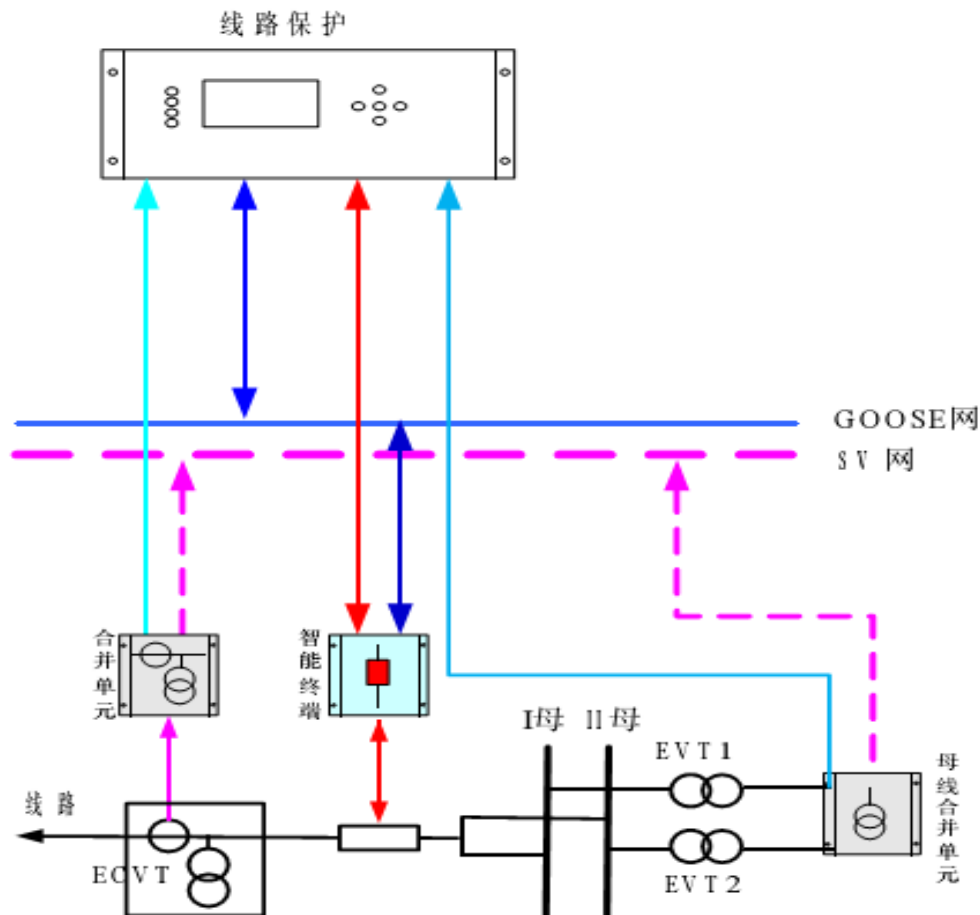 线路保护
GOOSE网
SV 网
合并单元
智能终端
I母 II母
EVT1
母线合并单元
线路
ECVT
EVT2